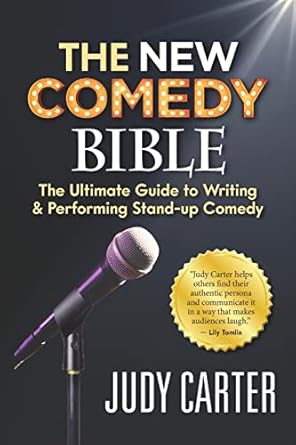 THE NEW
COMEDY
BIBLE
The Ultimate Guide to Writing
& Performing Stand-up Comedy
"Judy Carter
helps
others find their
authentic persona
and communicate it
in a way that makes
audiences laugh."
— Lily Tomlin
JUDY CARTER